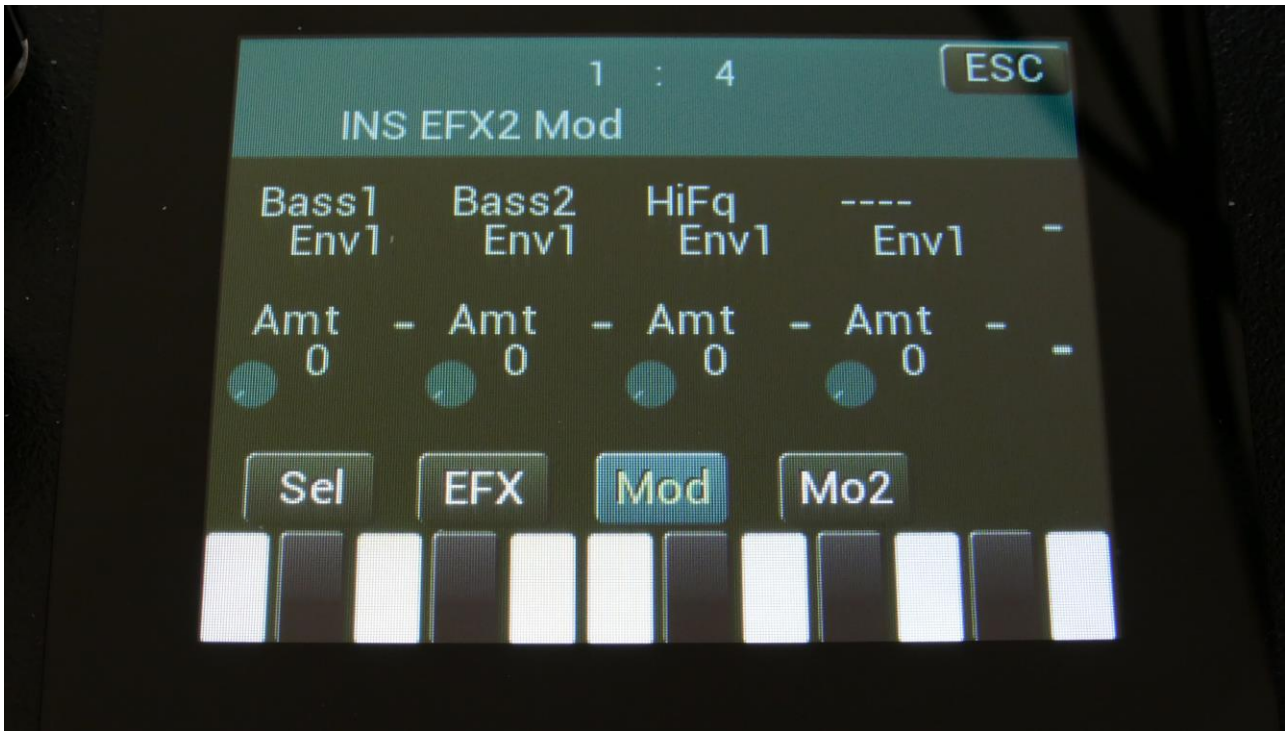 1 : 4 ESC
INS EFX2 Mod
Bass1 Bass2 HiFq ----
Env1 Env1 Env1 Env1 -
Amt - Amt - Amt - Amt -
0 0 0 0 -
Sel EFX Mod Mo2